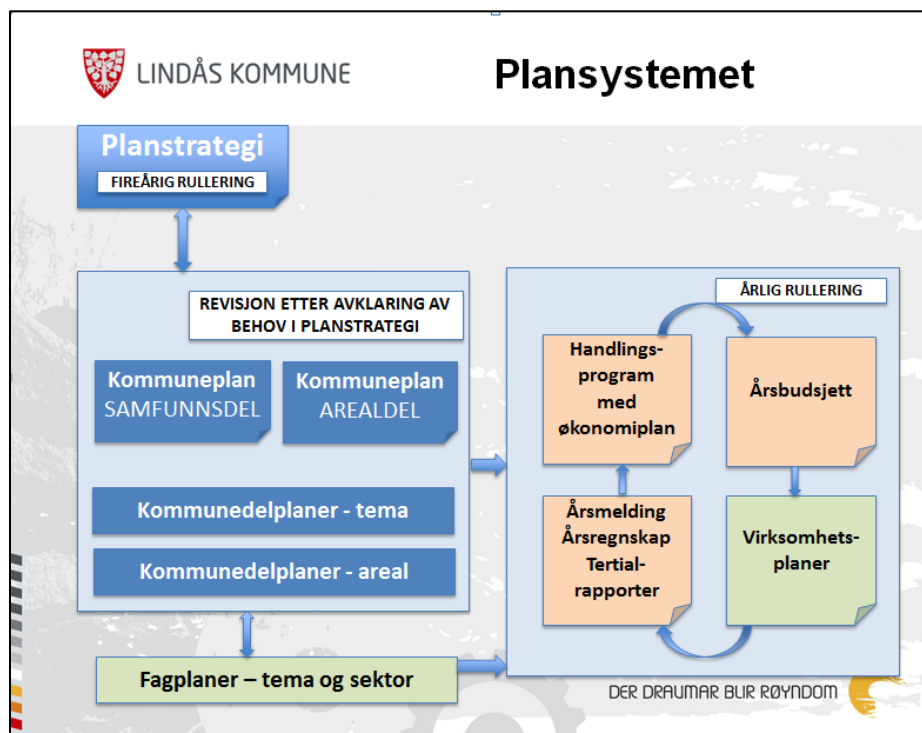 LINDÅS KOMMUNE
Plansystemet
Planstrategi
FIREÅRIG RULLERING
REVISJON ETTER AVKLARING AV
BEHOV I PLANSTRATEGI
Kommuneplan
SAMFUNNSDEL
Kommuneplan
AREALDEL
Kommunedelplaner - tema
Kommunedelplaner - areal
Fagplaner – tema og sektor
ÅRLIG RULLERING
Handlings-
program
med
økonomiplan
Årsbudsjett
Årsmelding
Årsregnskap
Tertial-
rapporter
Virksomhets-
planer
DER DRAUMAR BLIR RØYNDOM